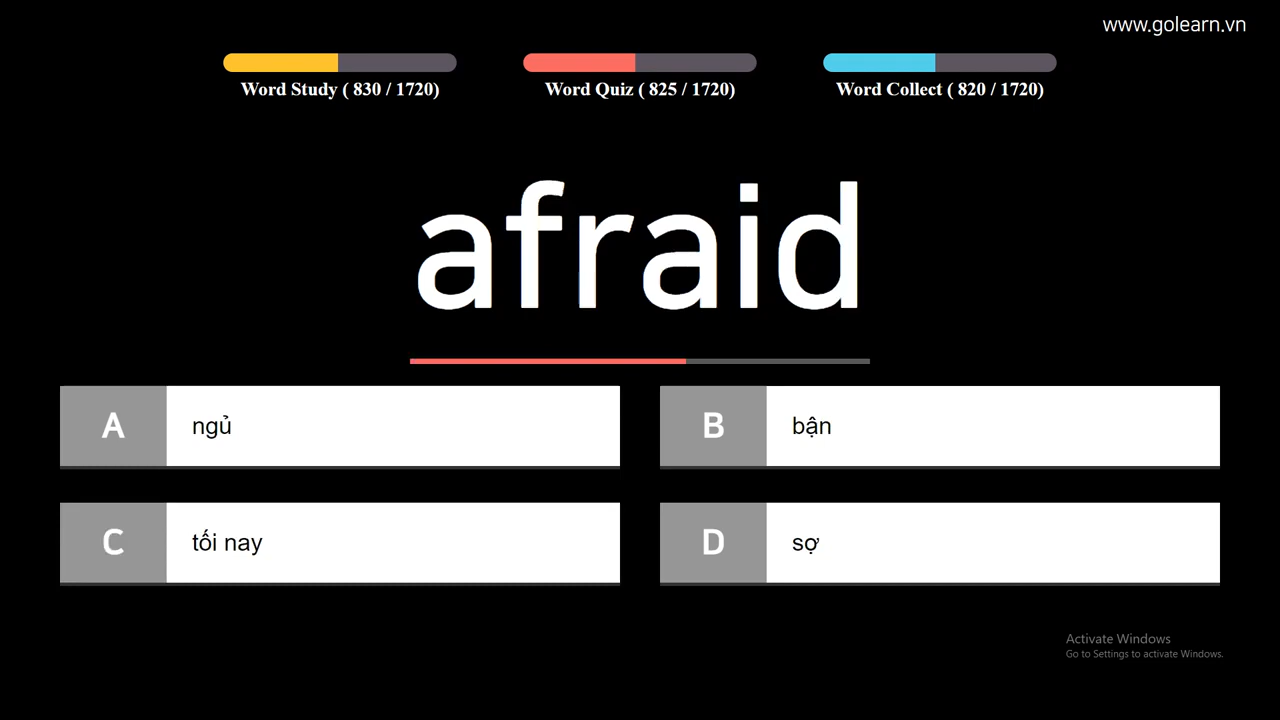 www.golearn.vn
Word Study ( 830 / 1720)
Word Quiz ( 825 / 1720)
Word Collect ( 820 / 1720)
afraid
A ngủ
B bận
C tối nay
D sợ
Activate Windows
Go to Settings to activate Windows.